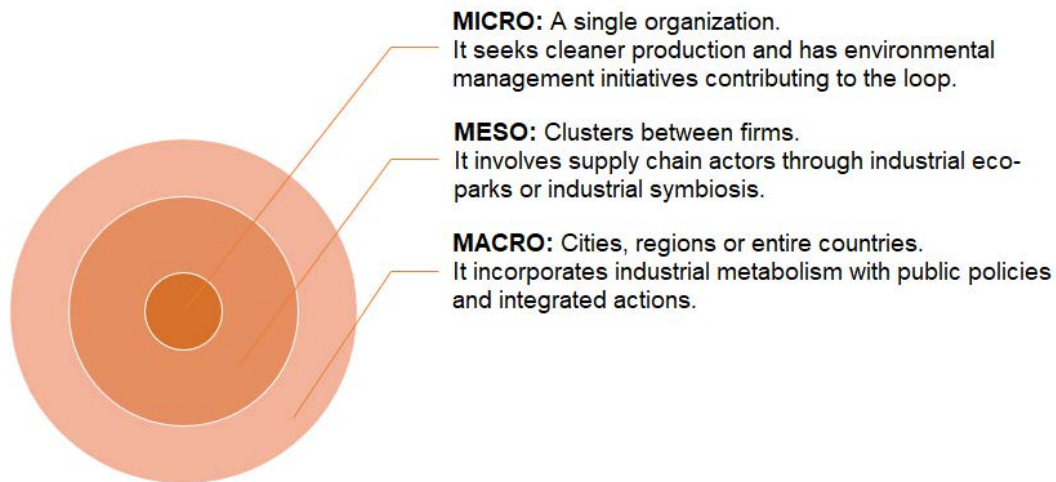 MICRO: A single organization.
It seeks cleaner production and has environmental
management initiatives contributing to the loop.
MESO: Clusters between firms.
It involves supply chain actors through industrial eco-
parks or industrial symbiosis.
MACRO: Cities, regions or entire countries.
It incorporates industrial metabolism with public policies
and integrated actions.